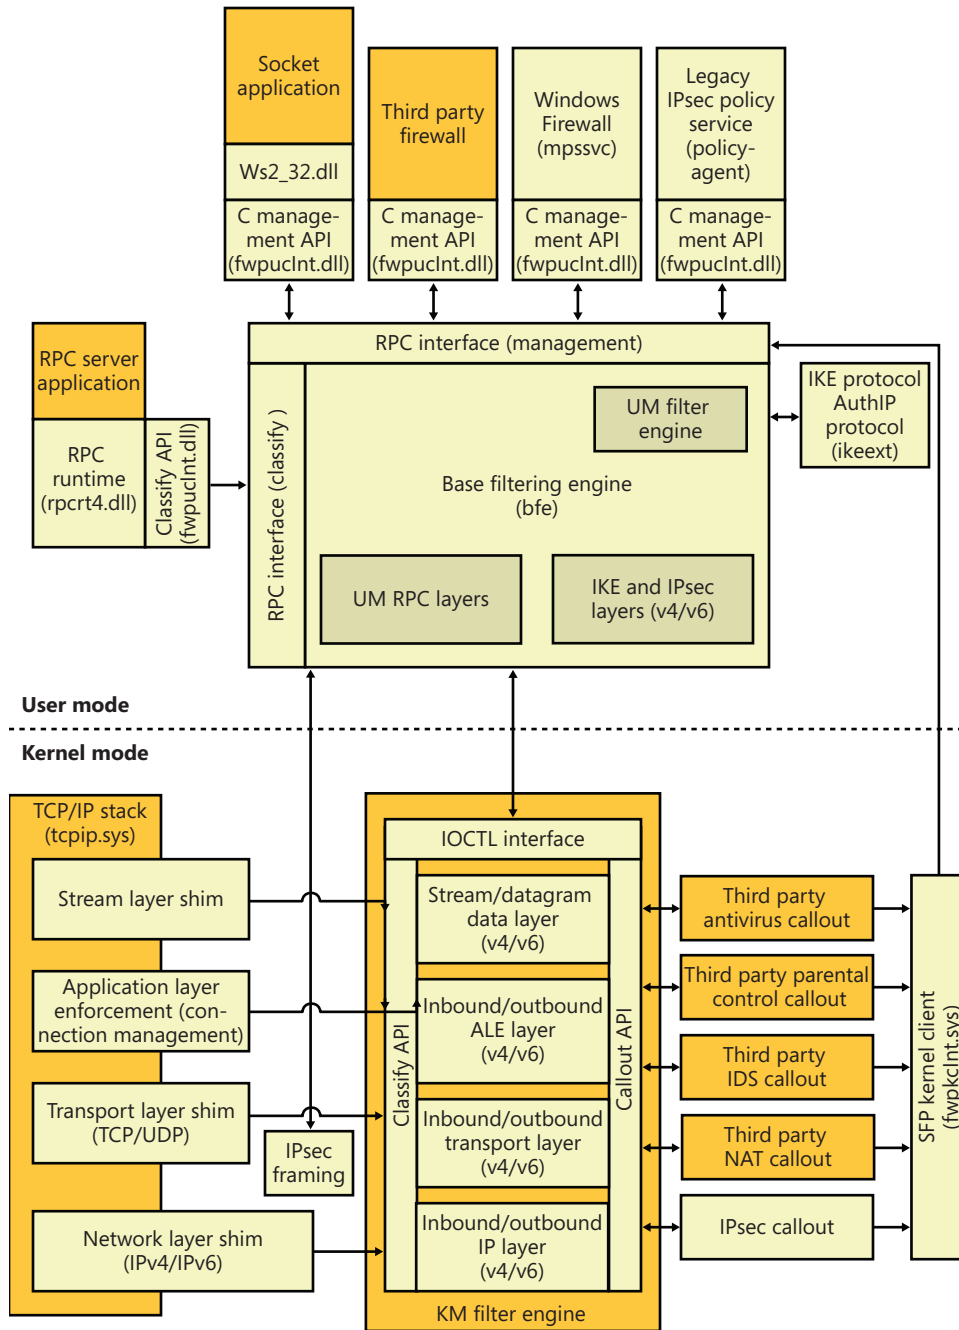 Socket
application
Ws2_32.dll
C manage-
ment API
(fwpuclnt.dll)
Third party
firewall
C manage-
ment API
(fwpuclnt.dll)
Windows
Firewall
(mpssvc)
C manage-
ment API
(fwpuclnt.dll)
Legacy
IPsec policy
service
(policy-
agent)
C manage-
ment API
(fwpuclnt.dll)
RPC server
application
RPC
runtime
(rpcrt4.dll)
Classify API
(fwpuclnt.dll)
RPC interface (management)
RPC interface (classify )
UM filter
engine
Base filtering engine
(bfe)
UM RPC layers
IKE and IPsec
layers (v4/v6)
IKE protocol
AuthIP
protocol
(ikeext)
User mode
Kernel mode
TCP/IP stack
(tcpip.sys)
Stream layer shim
Application layer
enforcement (con-
nection management)
Transport layer shim
(TCP/UDP)
Network layer shim
(IPv4/IPv6)
IPsec
framing
IOCTL interface
Classify API
Stream/datagram
data layer
(v4/v6)
Inbound/outbound
ALE layer
(v4/v6)
Inbound/outbound
transport layer
(v4/v6)
Inbound/outbound
IP layer
(v4/v6)
Callout API
KM filter engine
Third party
antivirus callout
Third party parental
control callout
Third party
IDS callout
Third party
NAT callout
IPsec callout
SFP kernel client
(fwpkclnt.sys)